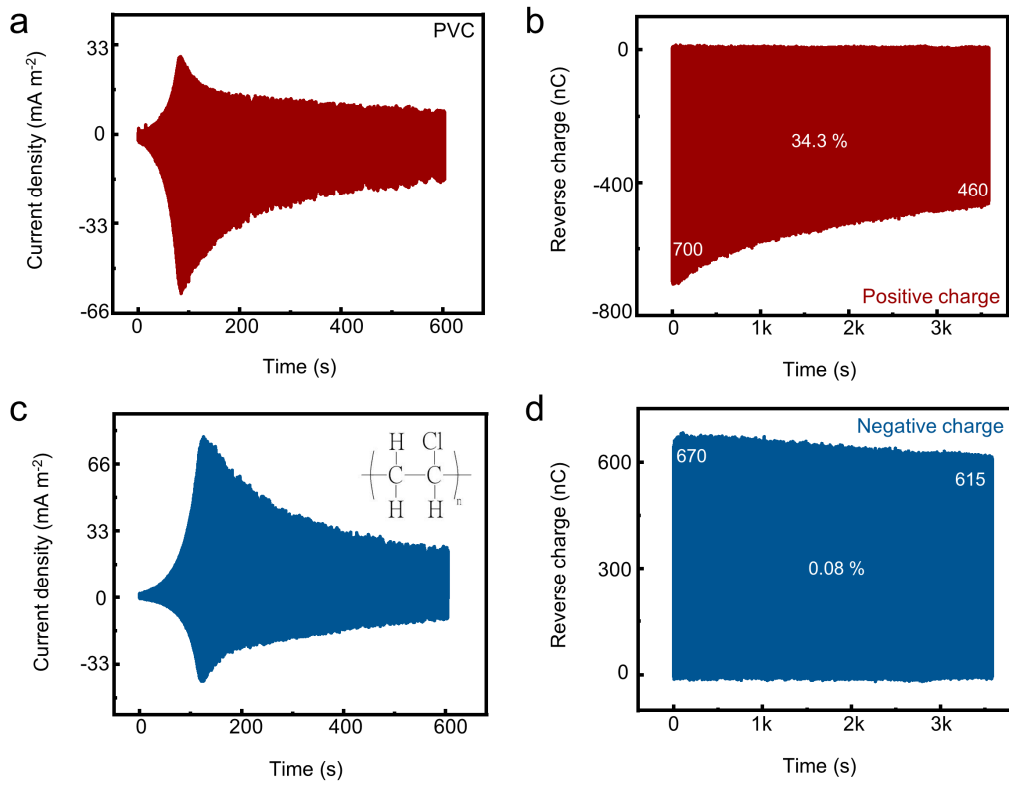 a
PVC
Current density (mA m-2)
33
0
-33
-66
0 200 400 600
Time (s)
b
Reverse charge (nC)
0
-400
-800
34.3 %
460
700
Positive charge
0 1k 2k 3k
Time (s)
c
Current density (mA m-2)
66
33
0
-33
H Cl
C C
H H
n
0 200 400 600
Time (s)
d
Reverse charge (nC)
600
300
0
Negative charge
670
615
0.08 %
0 1k 2k 3k
Time (s)